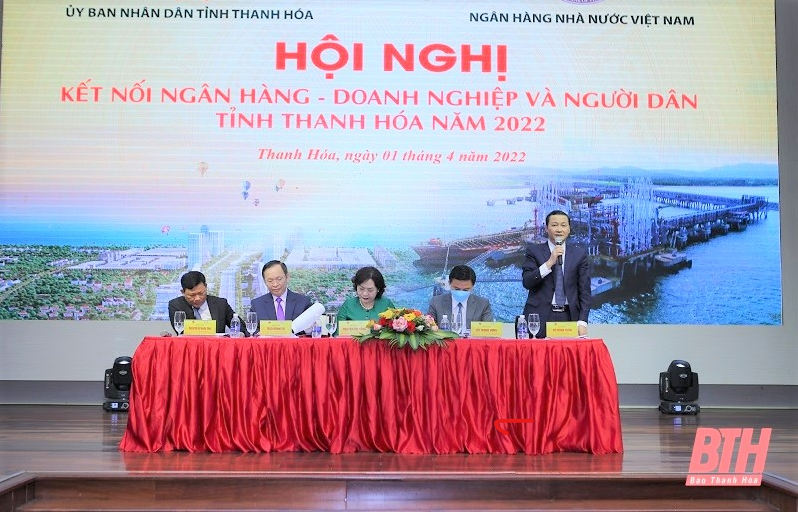 ỦY BAN NHÂN DÂN TỈNH THANH HÓA
NGÂN HÀNG NHÀ NƯỚC VIỆT NAM
HỘI NGHỊ
KẾT NỐI NGÂN HÀNG - DOANH NGHIỆP VÀ NGƯỜI DÂN
TỈNH THANH HÓA NĂM 2022
Thanh Hóa, ngày 01 tháng 4 năm 2022
BTH
Bao Thanh Hóa